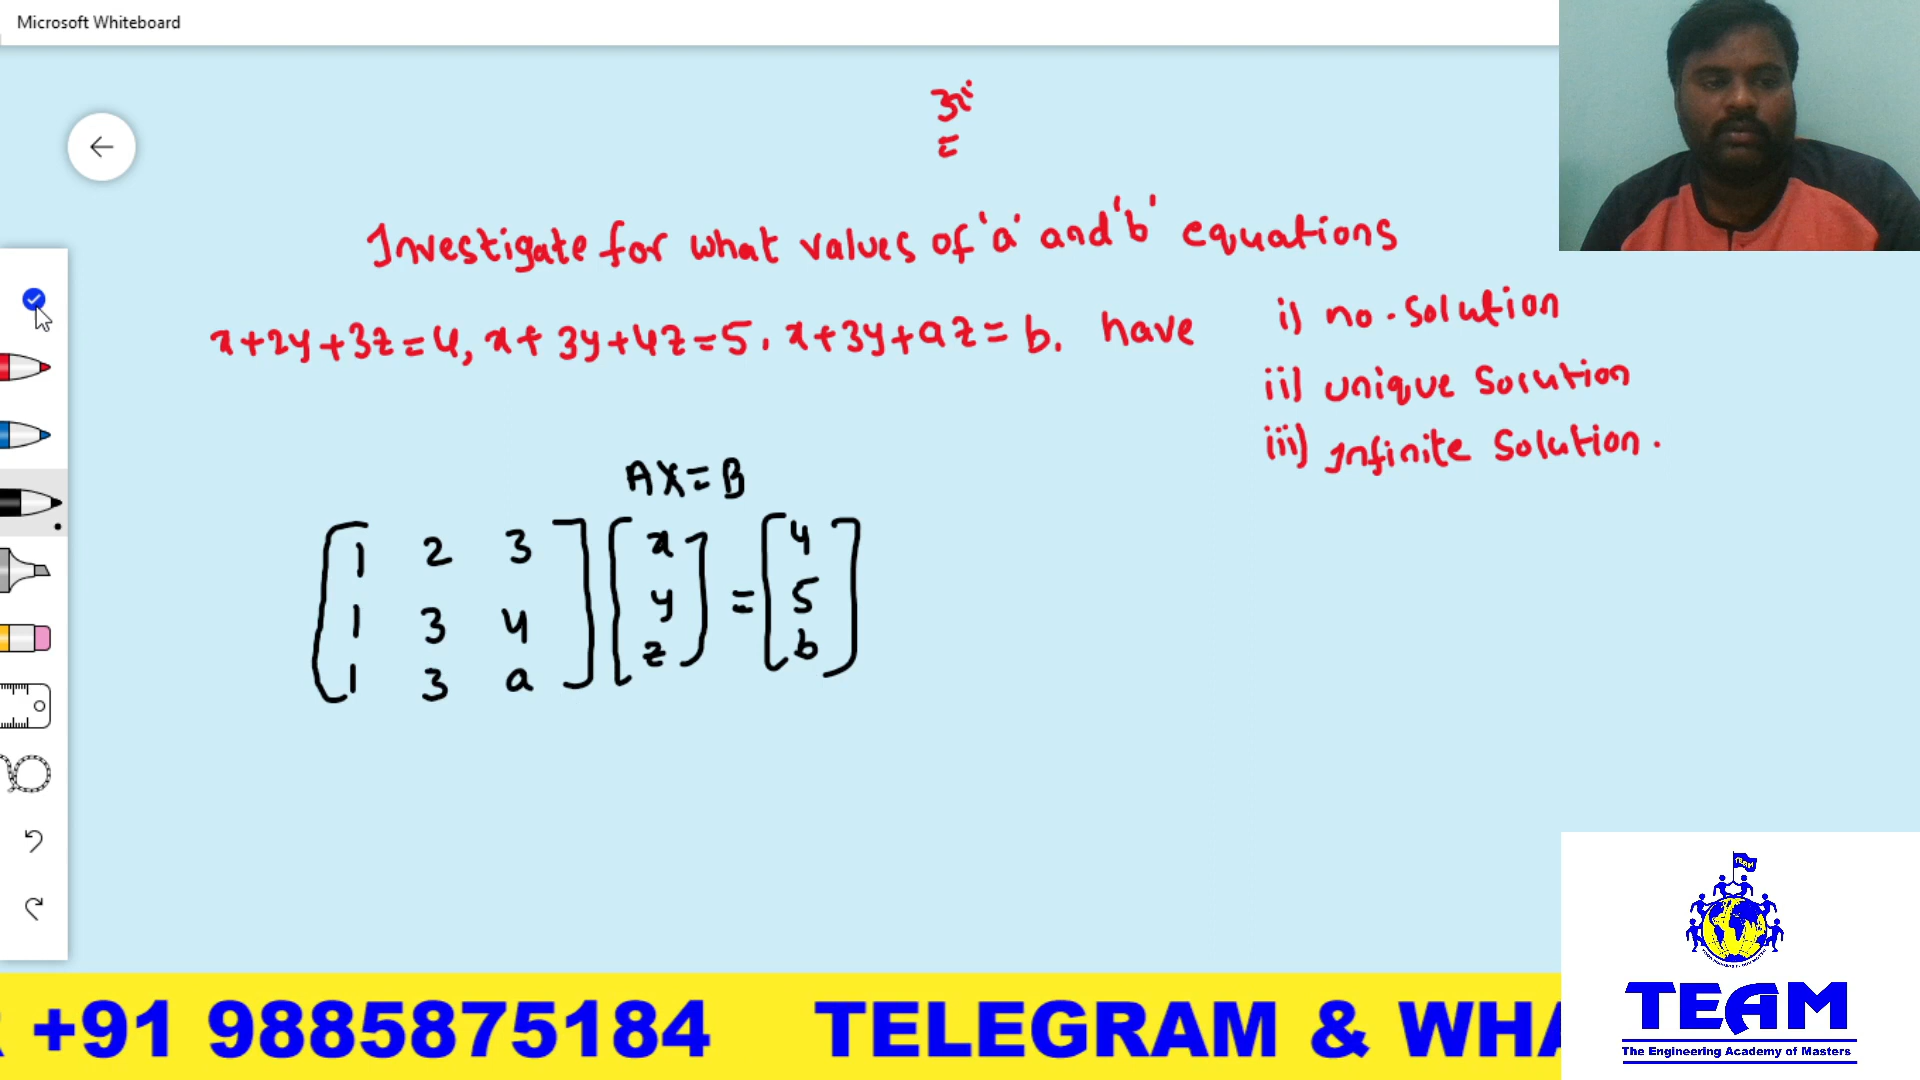 Microsoft Whiteboard
Investigate for what values of 'a' and 'b' equations
x+2y+3z=4, x+3y+4z=5, x+3y+az=b. have
i) no. solution
ii) unique solution
iii) Infinite solution.
AX=B
[1 2 3] [x] = [4]
[1 3 4] [y] = [5]
[1 3 a] [z] = [b]
+91 9885875184 TELEGRAM & WHA
TEAM
The Engineering Academy of Masters